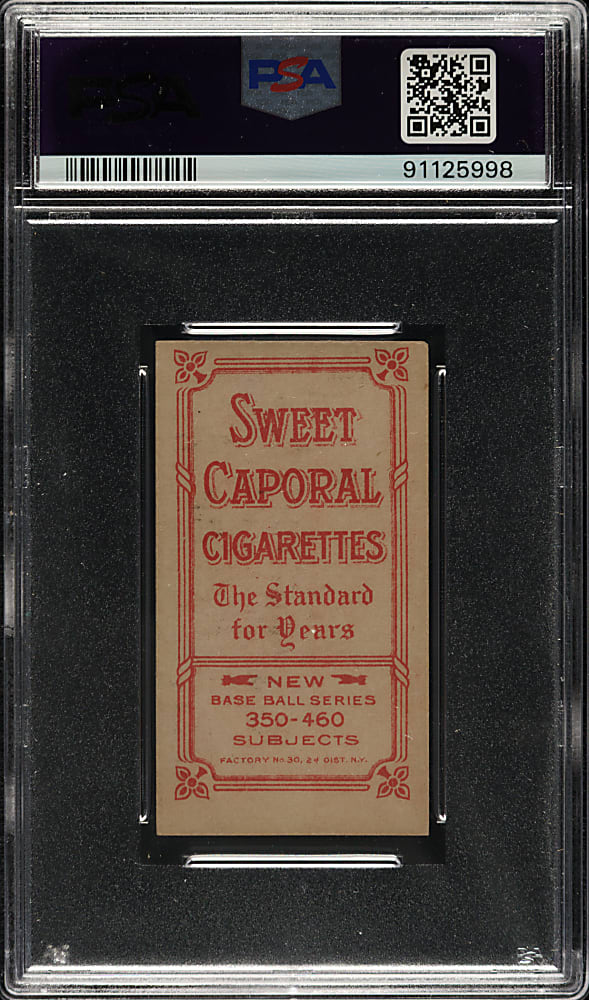 PSA
PSA
91125998
SWEET
CAPORAL
CIGARETTES
The Standard
for Years
NEW
BASE BALL SERIES
350-460
SUBJECTS
FACTORY No. 30, 2d DIST. N.Y.